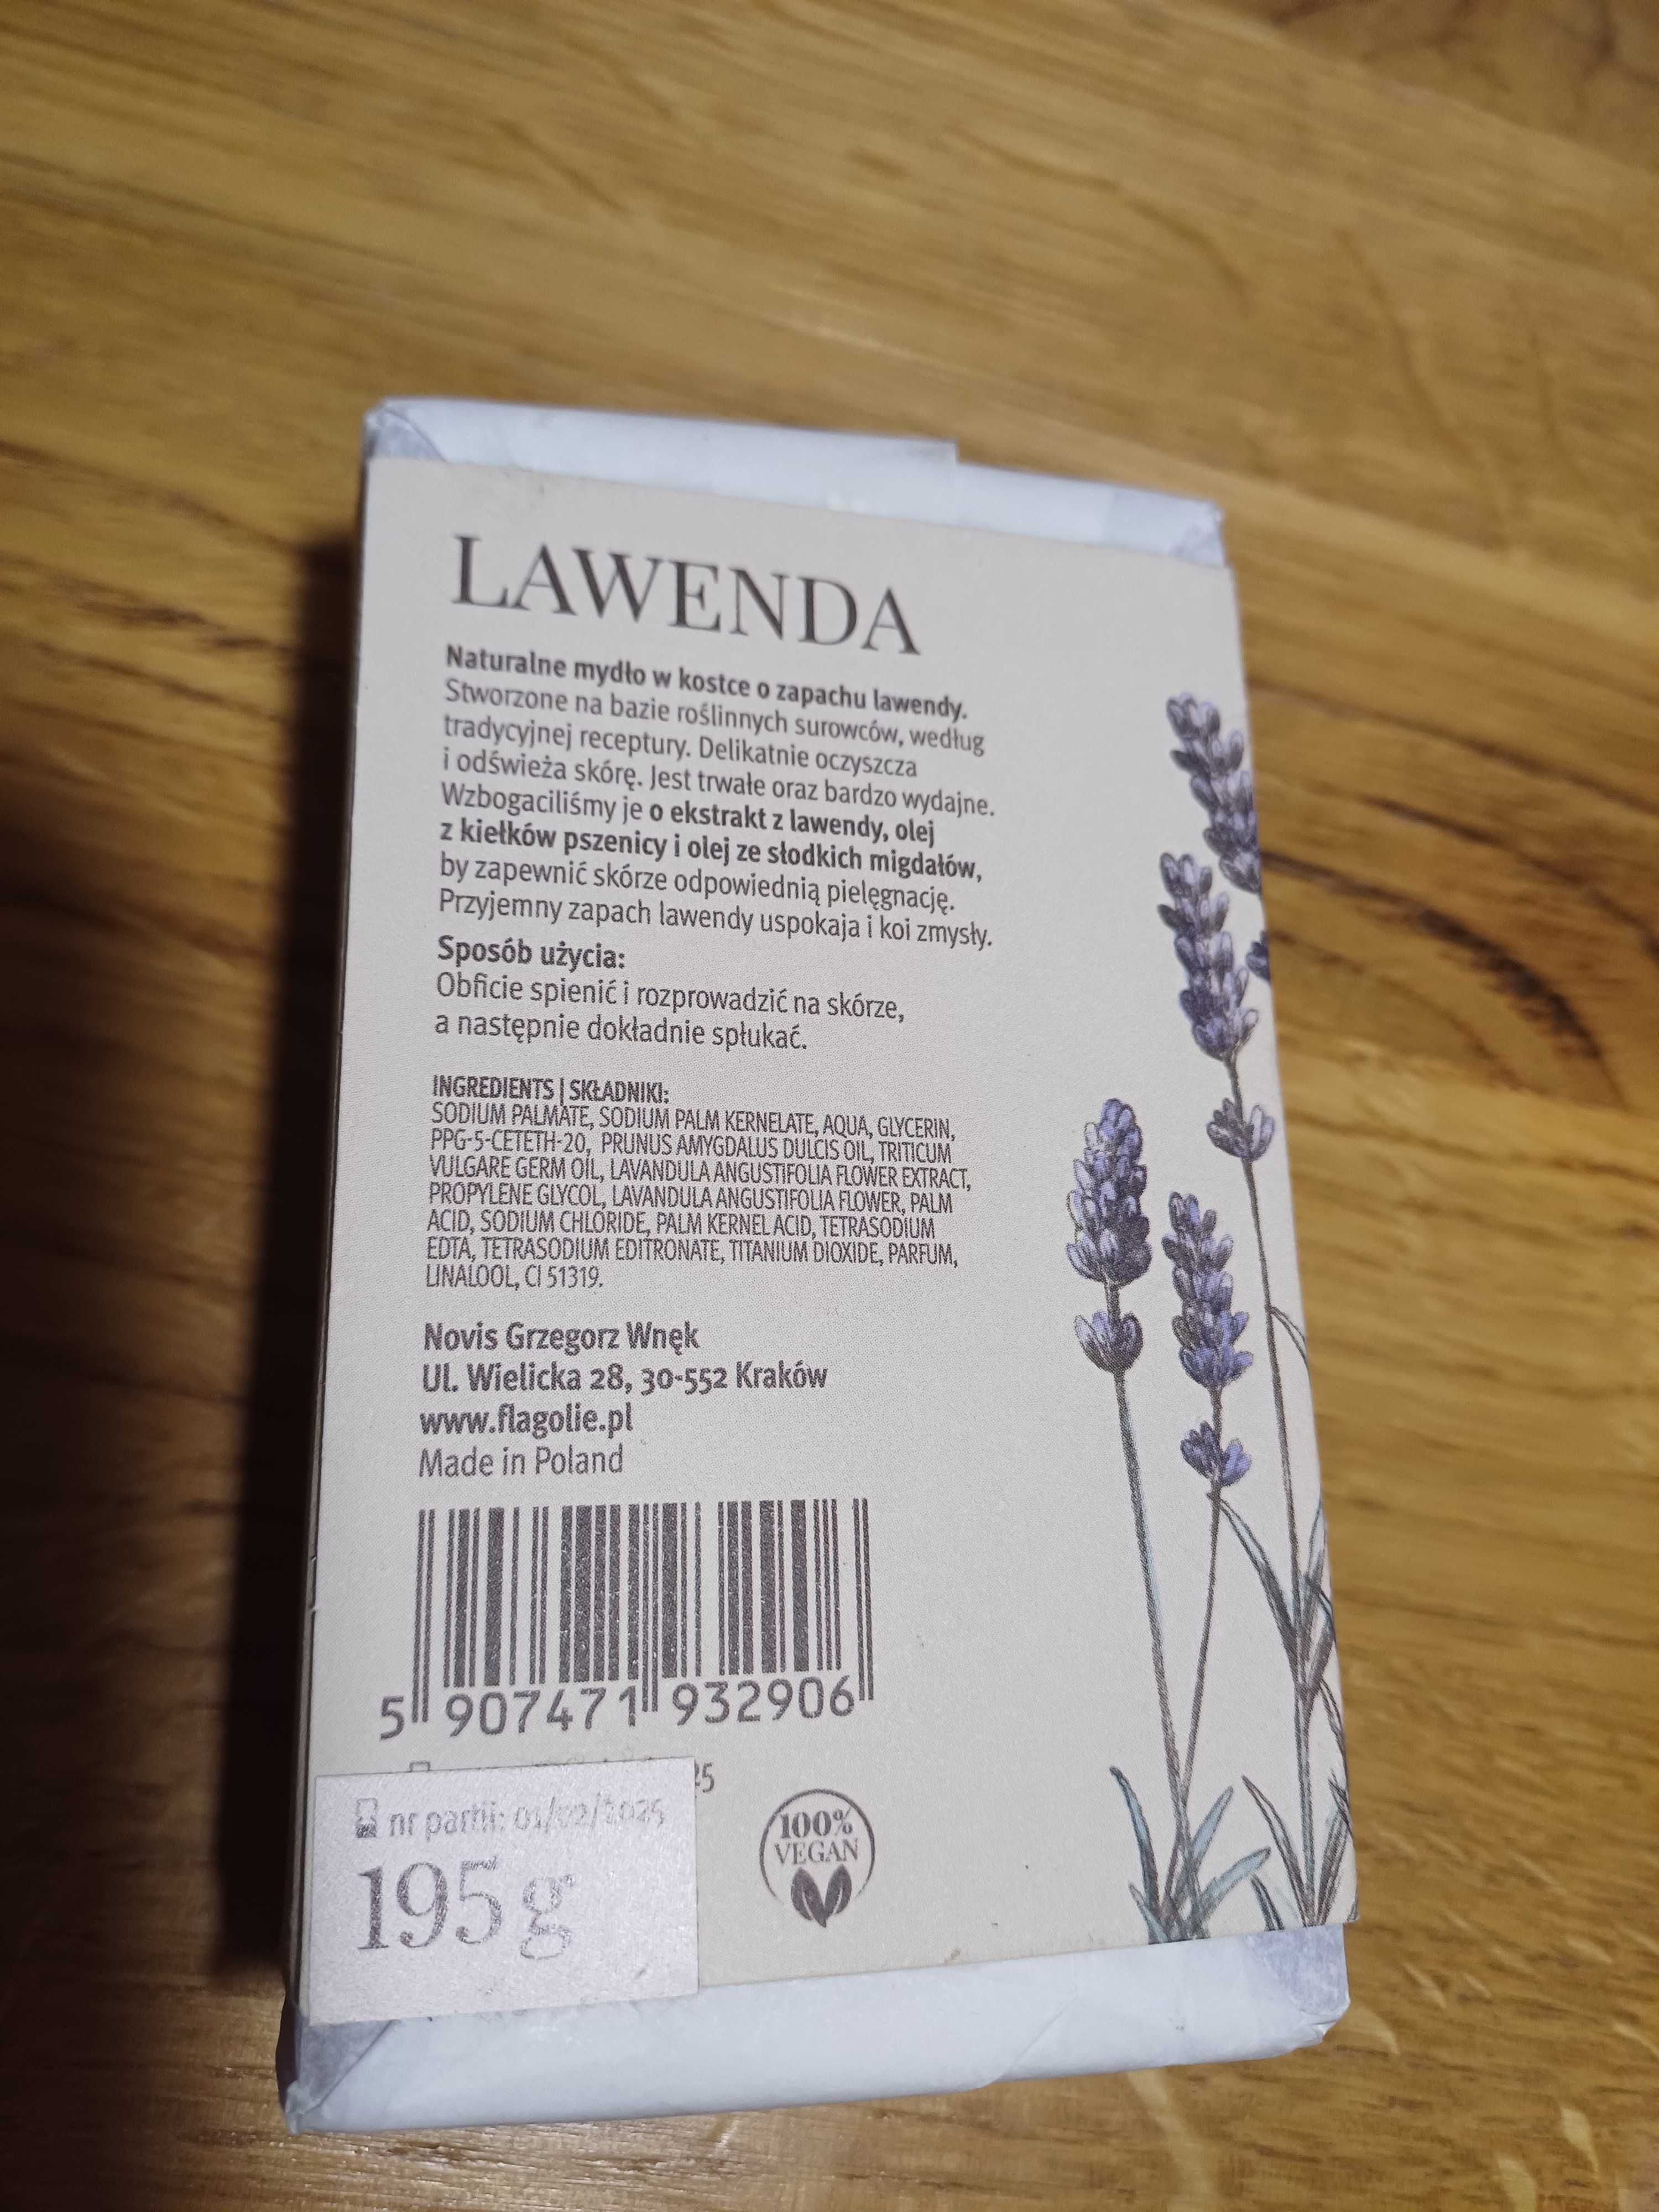 LAWENDA
Naturalne mydło w kostce o zapachu lawendy.
Stworzone na bazie roślinnych surowców, według
tradycyjnej receptury. Delikatnie oczyszcza
i odświeża skórę. Jest trwałe oraz bardzo wydajne.
Wzbogaciliśmy je o ekstrakt z lawendy, olej
z kiełków pszenicy i olej ze słodkich migdałów,
by zapewnić skórze odpowiednią pielęgnację.
Przyjemny zapach lawendy uspokaja i koi zmysły.
Sposób użycia:
Obficie spienić i rozprowadzić na skórze,
a następnie dokładnie spłukać.
INGREDIENTS | SKŁADNIKI:
SODIUM PALMATE, SODIUM PALM KERNELATE, AQUA, GLYCERIN,
PPG-5-CETETH-20, PRUNUS AMYGDALUS DULCIS OIL, TRITICUM
VULGARE GERM OIL, LAVANDULA ANGUSTIFOLIA FLOWER EXTRACT,
PROPYLENE GLYCOL, LAVANDULA ANGUSTIFOLIA FLOWER, PALM
ACID, SODIUM CHLORIDE, PALM KERNEL ACID, TETRASODIUM
EDTA, TETRASODIUM EDITRONATE, TITANIUM DIOXIDE, PARFUM,
LINALOOL, CI 51319.
Novis Grzegorz Wnęk
Ul. Wielicka 28, 30-552 Kraków
www.flagolie.pl
Made in Poland
5 907471 932906
25
nr partii: 01/02/2025
195 g
100%
VEGAN